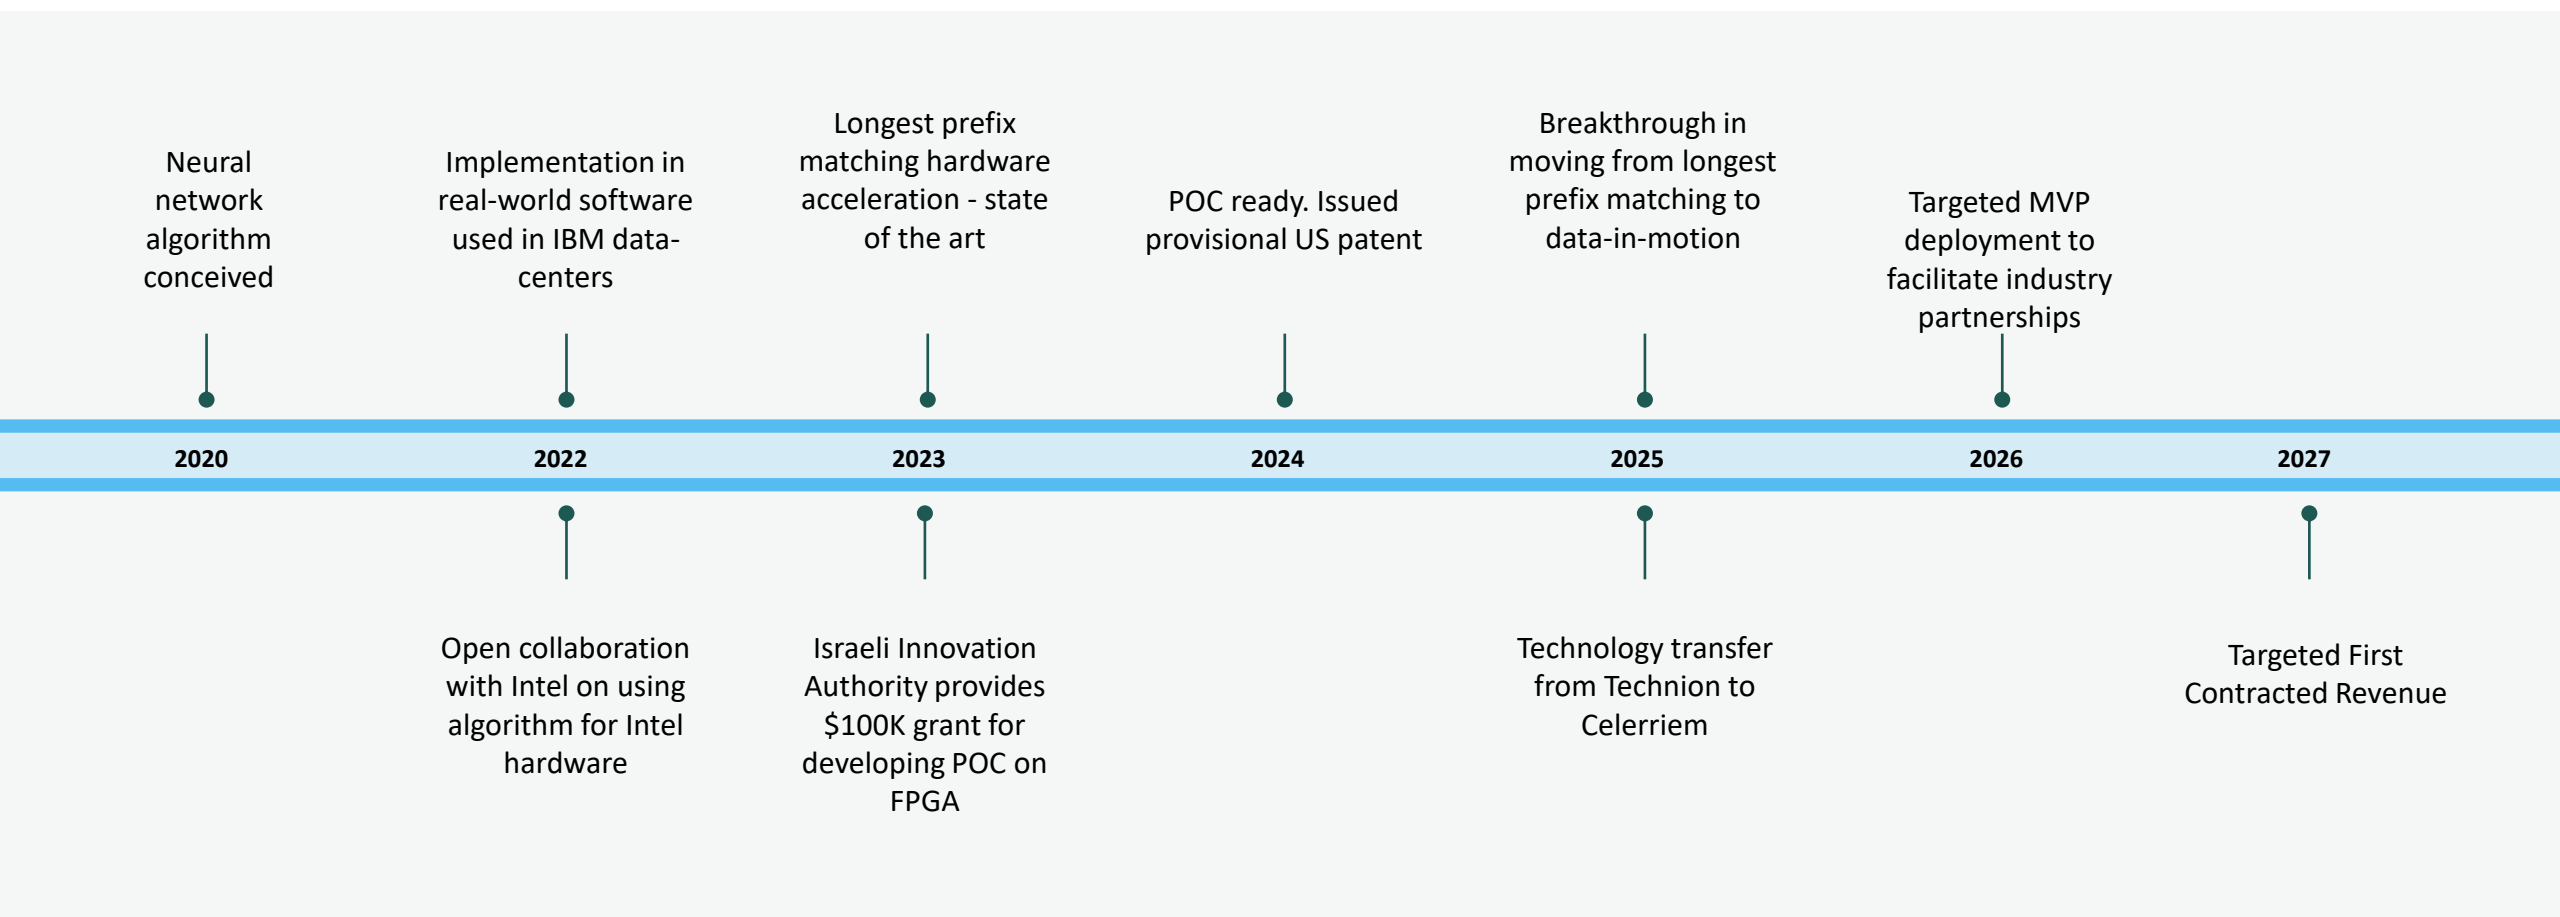 Neural
network
algorithm
conceived
Implementation in
real-world software
used in IBM data-
centers
Longest prefix
matching hardware
acceleration - state
of the art
POC ready. Issued
provisional US patent
Breakthrough in
moving from longest
prefix matching to
data-in-motion
Targeted MVP
deployment to
facilitate industry
partnerships
2020
2022
2023
2024
2025
2026
2027
Open collaboration
with Intel on using
algorithm for Intel
hardware
Israeli Innovation
Authority provides
$100K grant for
developing POC on
FPGA
Technology transfer
from Technion to
Celerriem
Targeted First
Contracted Revenue